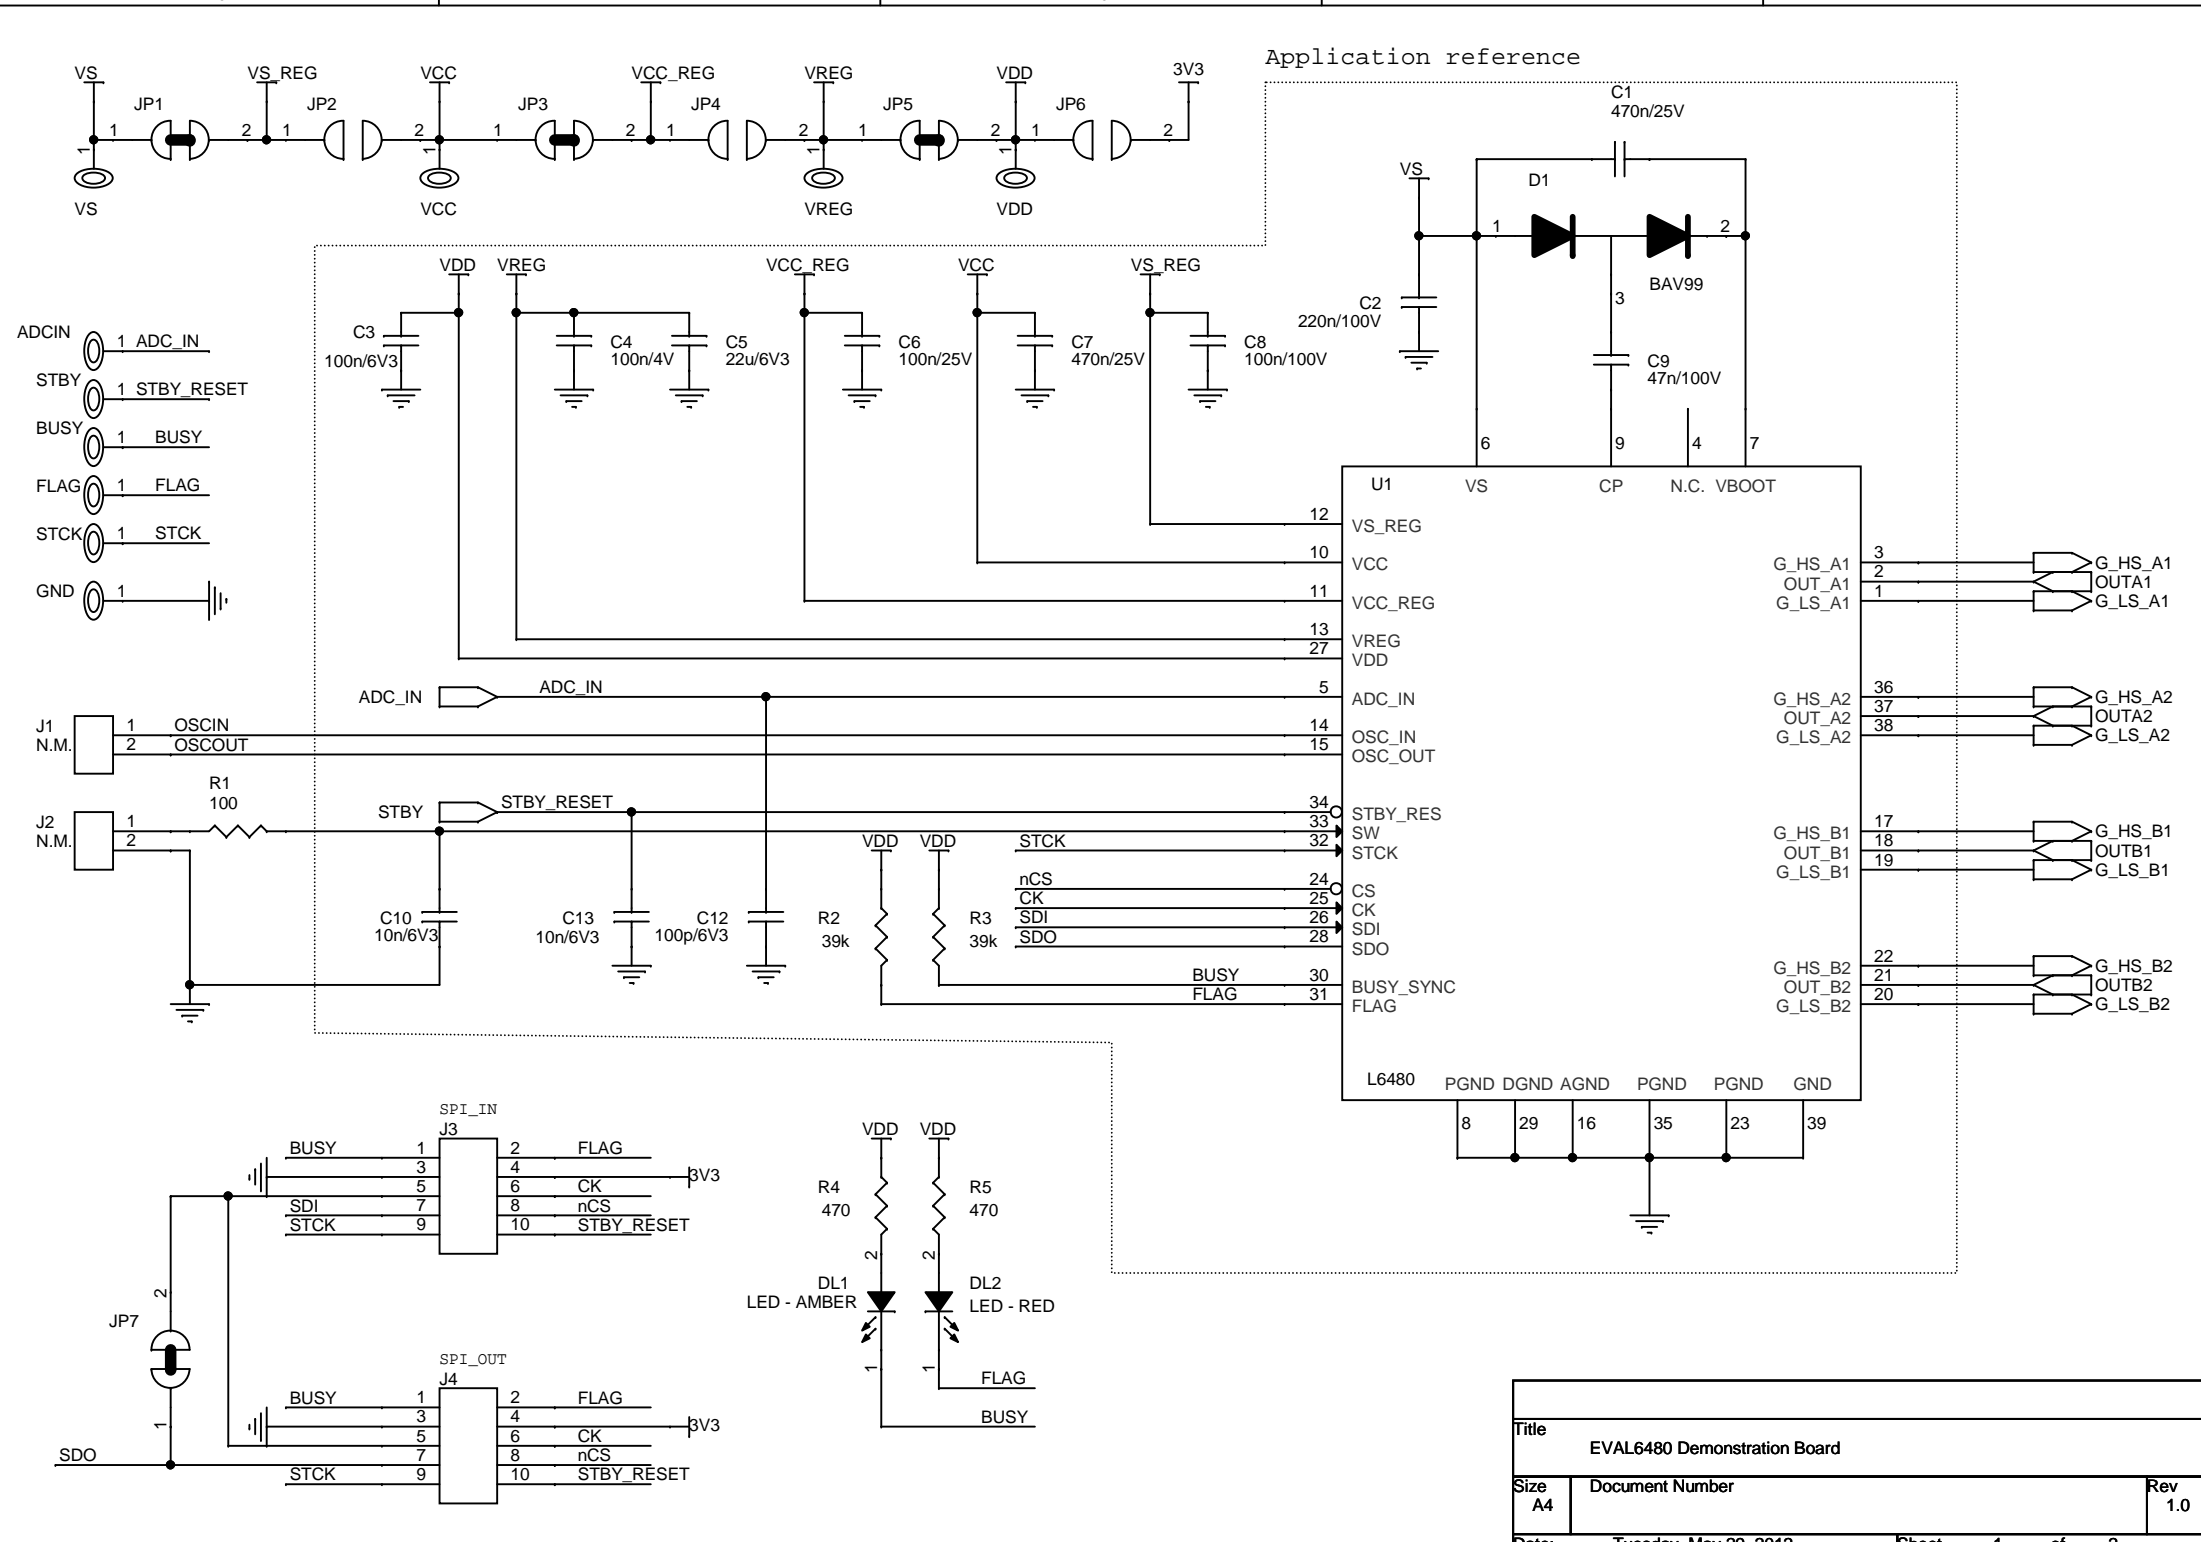 Application reference
VS VS_REG VCC VCC_REG VREG VDD 3V3
JP1 JP2 JP3 JP4 JP5 JP6
1 2 1 2 1 2 1 2 1 2 1 2
1 1 1 1
VS VCC VREG VDD
C1
470n/25V
VS
D1
1 2
BAV99
3
C2
220n/100V
C9
47n/100V
VDD VREG VCC_REG VCC VS_REG
C3
100n/6V3
C4
100n/4V
C5
22u/6V3
C6
100n/25V
C7
470n/25V
C8
100n/100V
ADCIN 1 ADC_IN
STBY 1 STBY_RESET
BUSY 1 BUSY
FLAG 1 FLAG
STCK 1 STCK
GND 1
6 9 4 7
U1 VS CP N.C. VBOOT
12 VS_REG
10 VCC
11 VCC_REG
13 VREG
27 VDD
ADC_IN ADC_IN 5 ADC_IN
J1
N.M.
1 OSCIN 14 OSC_IN
2 OSCOUT 15 OSC_OUT
R1
100
J2
N.M.
1
2
STBY STBY_RESET 34 STBY_RES
33 SW
STCK 32 STCK
VDD VDD
nCS 24 CS
CK 25 CK
SDI 26 SDI
SDO 28 SDO
C10
10n/6V3
C13
10n/6V3
C12
100p/6V3
R2
39k
R3
39k
BUSY 30 BUSY_SYNC
FLAG 31 FLAG
G_HS_A1 3 G_HS_A1
OUT_A1 2 OUTA1
G_LS_A1 1 G_LS_A1
G_HS_A2 36 G_HS_A2
OUT_A2 37 OUTA2
G_LS_A2 38 G_LS_A2
G_HS_B1 17 G_HS_B1
OUT_B1 18 OUTB1
G_LS_B1 19 G_LS_B1
G_HS_B2 22 G_HS_B2
OUT_B2 21 OUTB2
G_LS_B2 20 G_LS_B2
L6480 PGND DGND AGND PGND PGND GND
8 29 16 35 23 39
SPI_IN
J3
BUSY 1 2 FLAG
3 4 3V3
5 6 CK
SDI 7 8 nCS
STCK 9 10 STBY_RESET
2
JP7
1
SPI_OUT
J4
BUSY 1 2 FLAG
3 4 3V3
5 6 CK
SDO 7 8 nCS
STCK 9 10 STBY_RESET
VDD VDD
R4
470
R5
470
2 2
DL1
LED - AMBER
DL2
LED - RED
1 1
FLAG
BUSY
Title
EVAL6480 Demonstration Board
Size
A4
Document Number
Rev
1.0
Date: Tuesday, May 29, 2012 Sheet 1 of 2